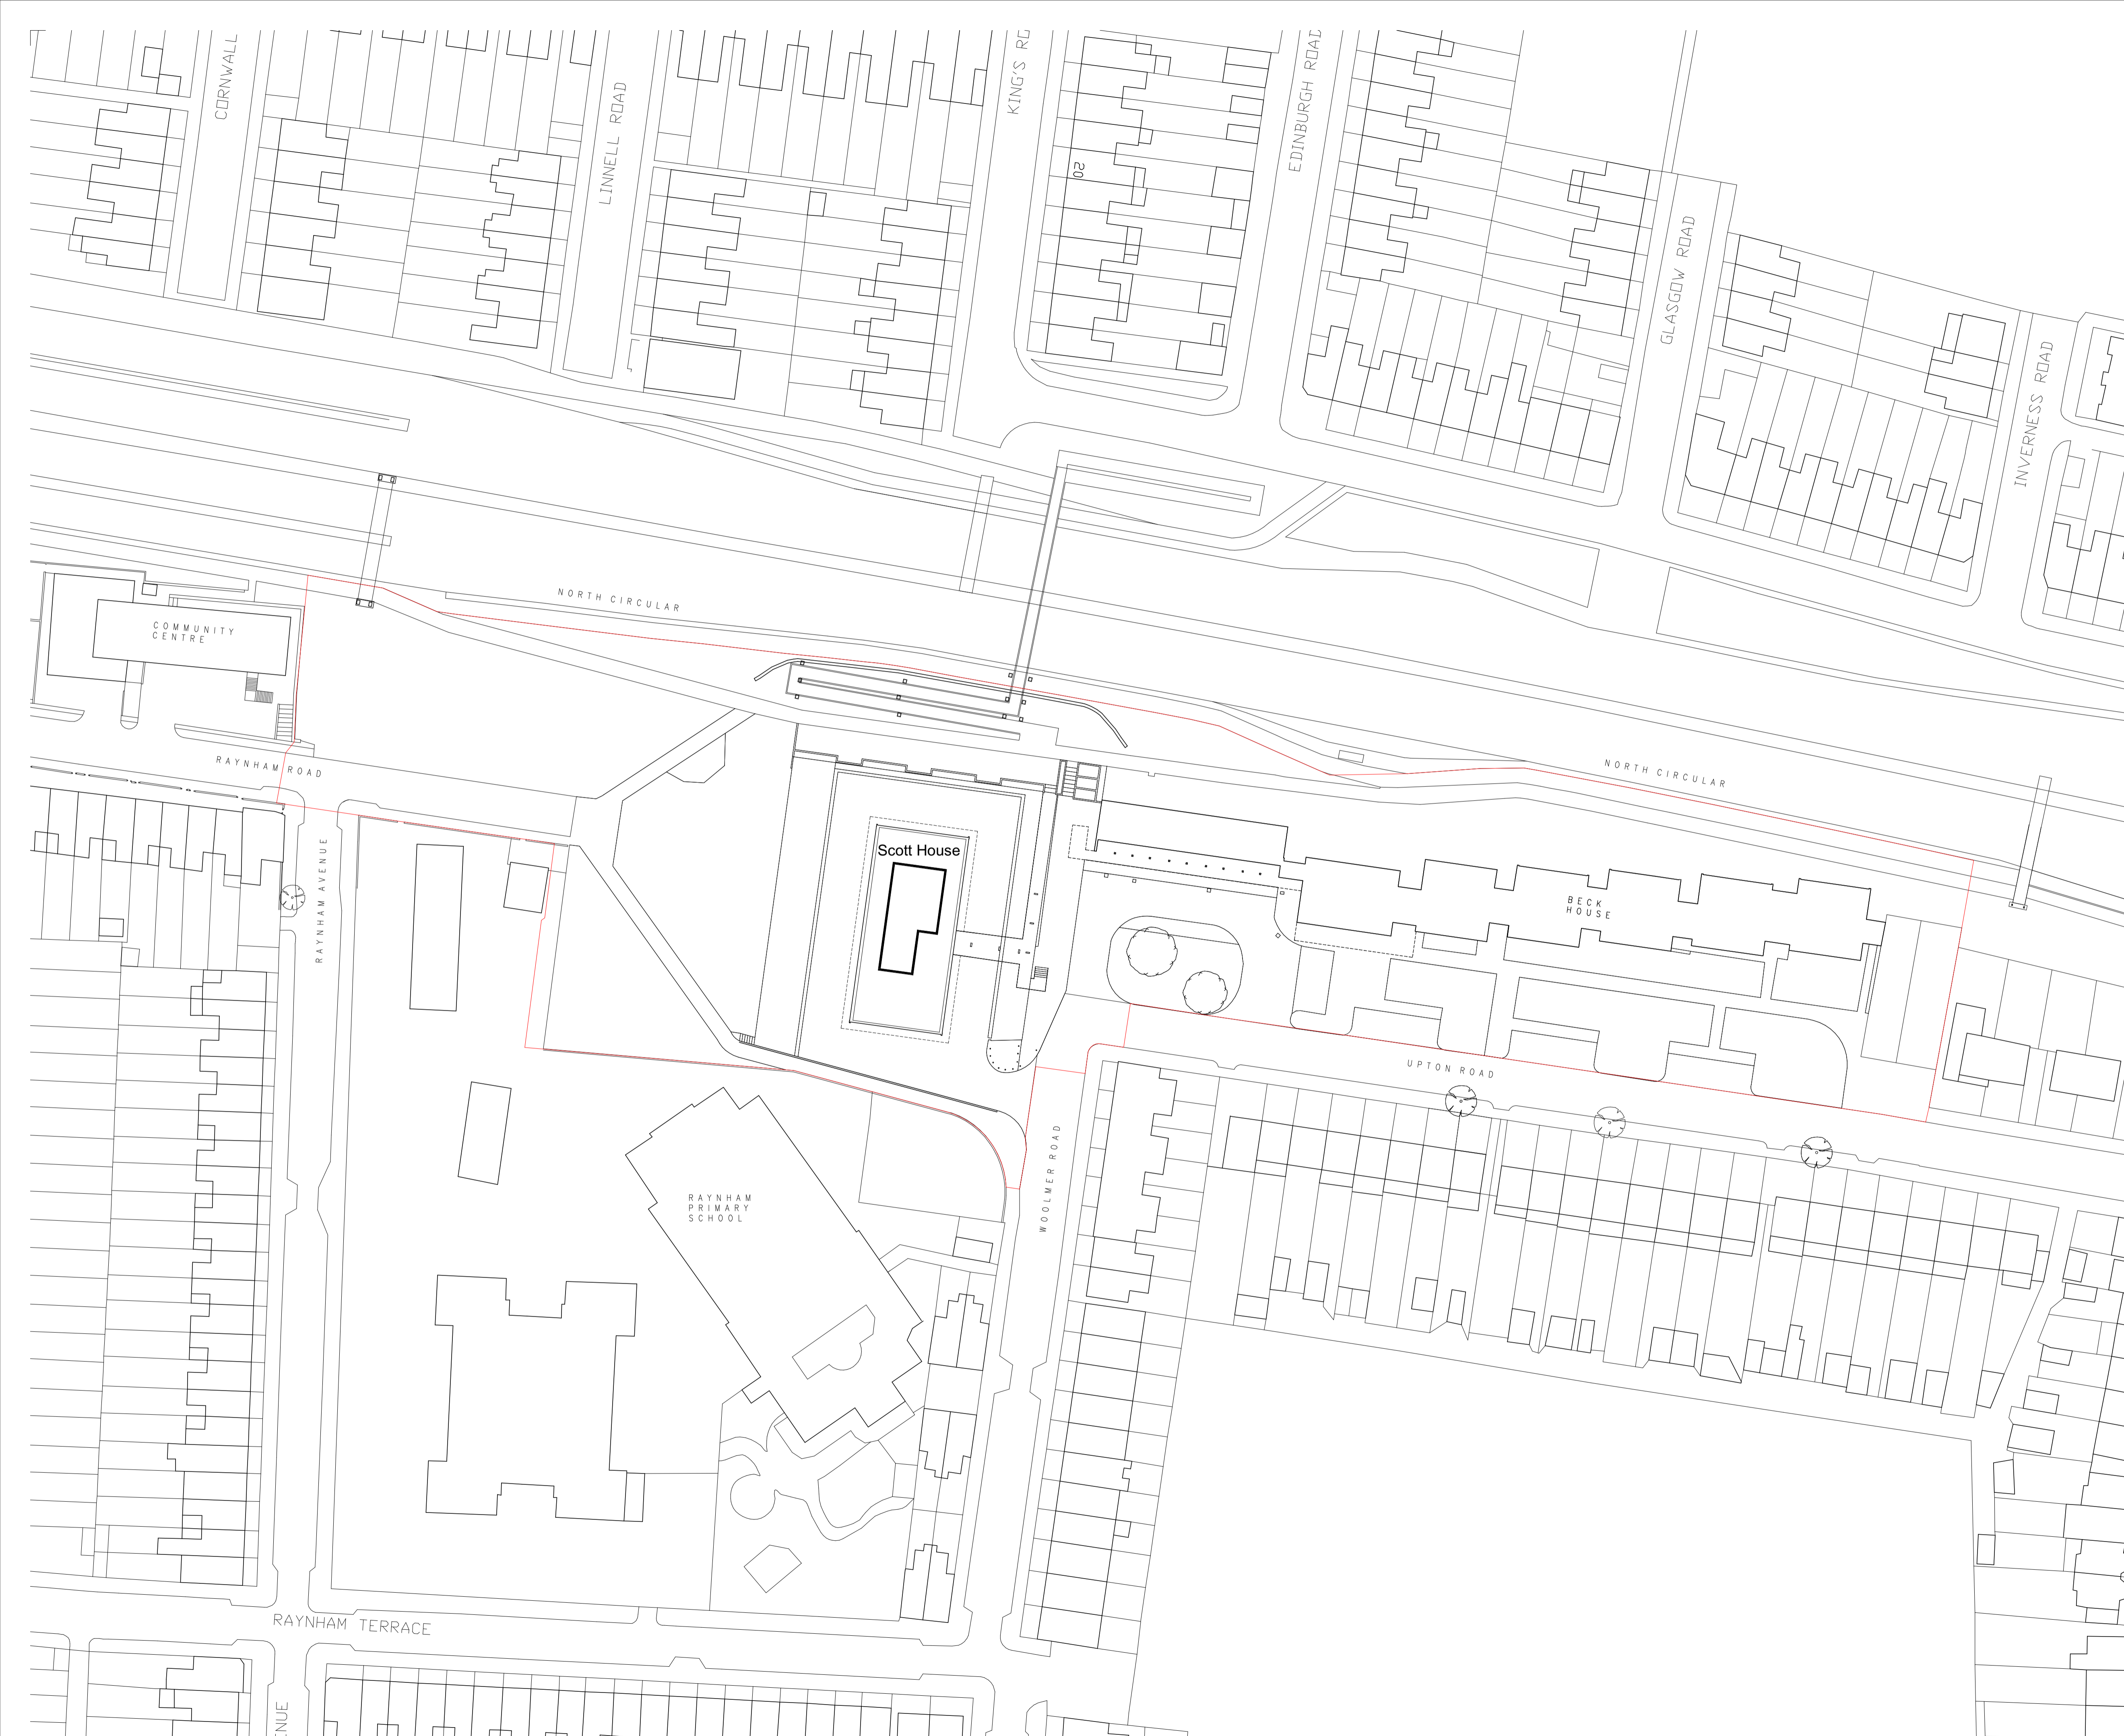 CORNWALL
LINNELL ROAD
KING'S RO
EDINBURGH ROAD
20
GLASGOW ROAD
INVERNESS ROAD
NORTH CIRCULAR
COMMUNITY
CENTRE
RAYNHAM ROAD
NORTH CIRCULAR
Scott House
RAYNHAM AVENUE
BECK
HOUSE
UPTON ROAD
WOOLMER ROAD
RAYNHAM
PRIMARY
SCHOOL
RAYNHAM TERRACE
NUE